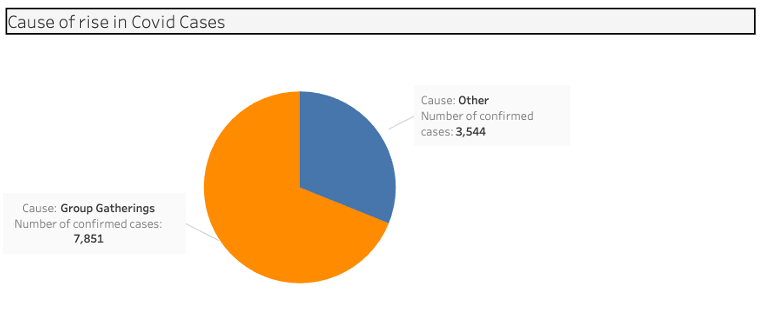 Cause of rise in Covid Cases
Cause: Other
Number of confirmed
cases: 3,544
Cause: Group Gatherings
Number of confirmed cases:
7,851